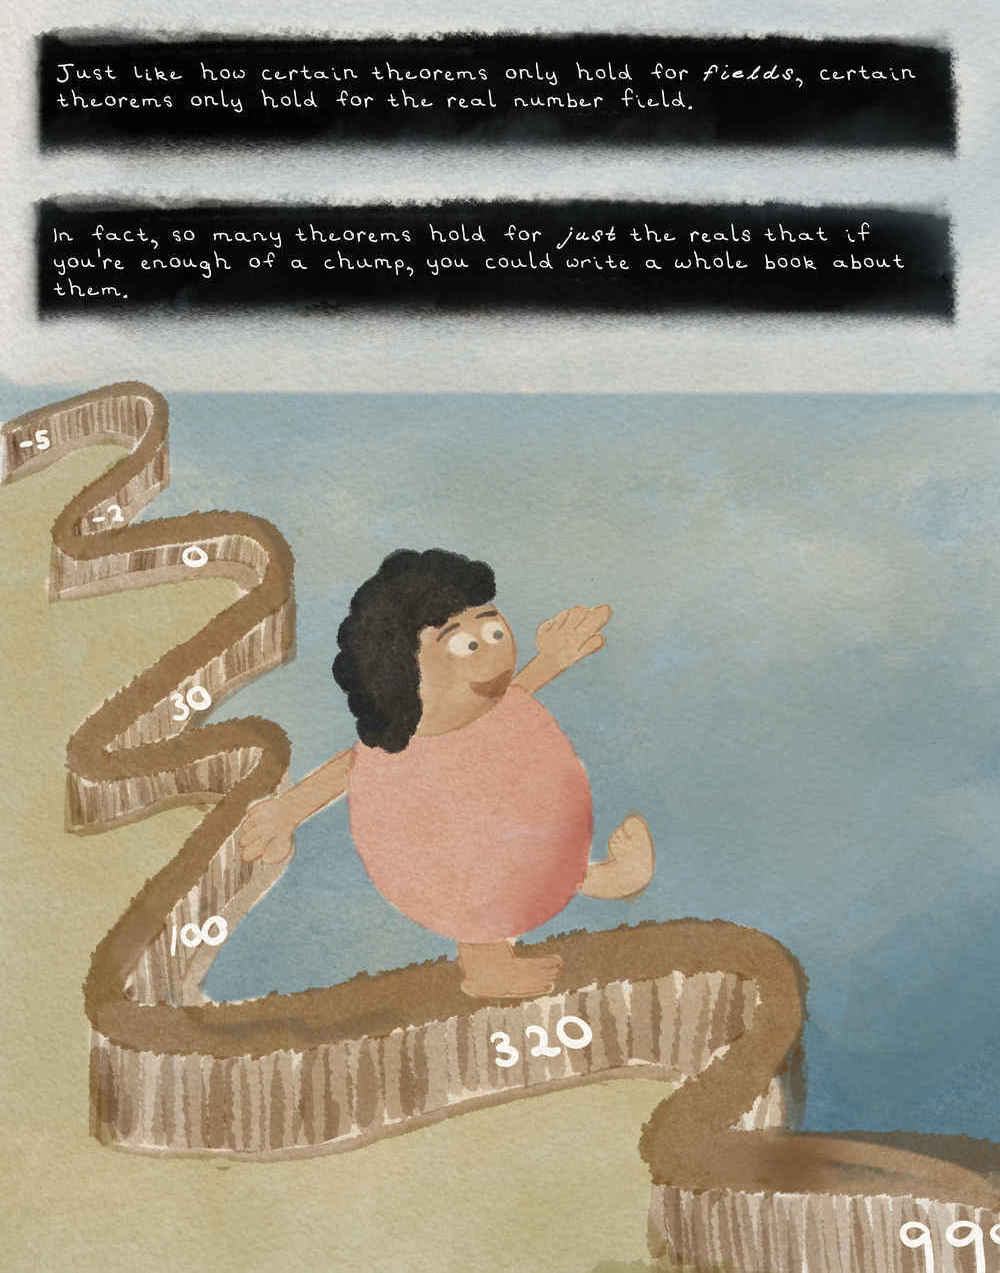 Just like how certain theorems only hold for fields, certain
theorems only hold for the real number field.
In fact, so many theorems hold for just the reals that if
you're enough of a chump, you could write a whole book about
them.
-5
-2
0
30
100
320
99